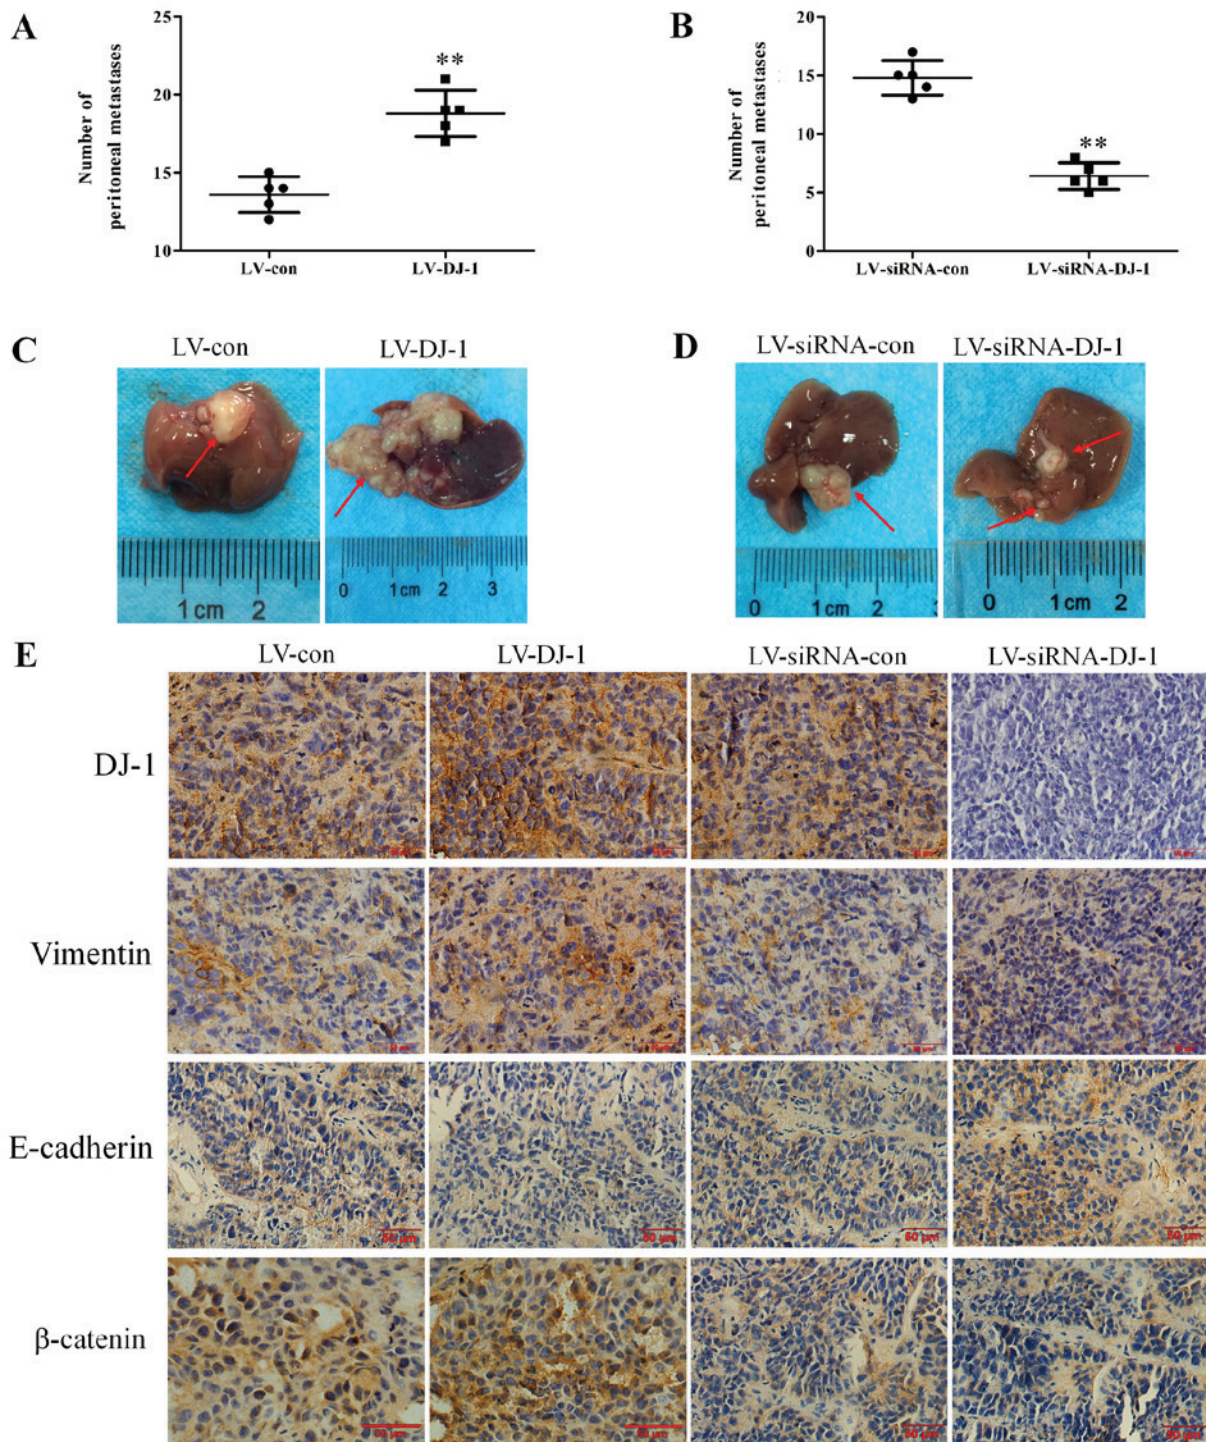 A
25
20
15
10
Number of
peritoneal metastases
**
LV-con
LV-DJ-1
B
20
15
10
5
0
Number of
peritoneal metastases
**
LV-siRNA-con
LV-siRNA-DJ-1
C
LV-con
LV-DJ-1
1 cm 2
0 1 cm 2 3
D
LV-siRNA-con
LV-siRNA-DJ-1
0 1 cm 2
0 1 cm 2
E
LV-con
LV-DJ-1
LV-siRNA-con
LV-siRNA-DJ-1
DJ-1
Vimentin
E-cadherin
50 μm
50 μm
50 μm
50 μm
β-catenin
50 μm
50 μm
50 μm
50 μm